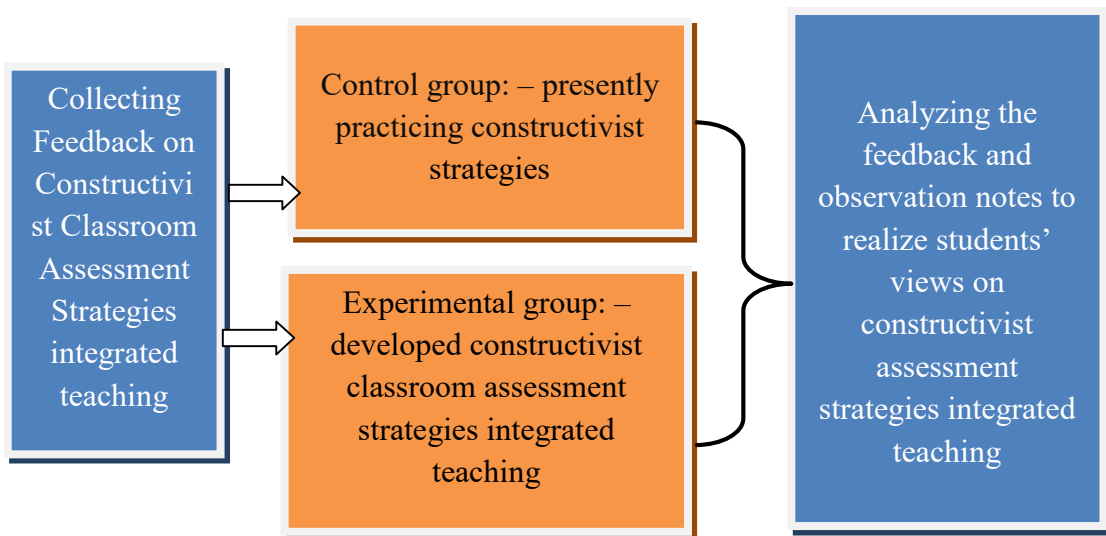 Collecting
Feedback on
Constructivi
st Classroom
Assessment
Strategies
integrated
teaching
Control group: – presently
practicing constructivist
strategies
Experimental group: –
developed constructivist
classroom assessment
strategies integrated
teaching
Analyzing the
feedback and
observation notes to
realize students’
views on
constructivist
assessment
strategies integrated
teaching